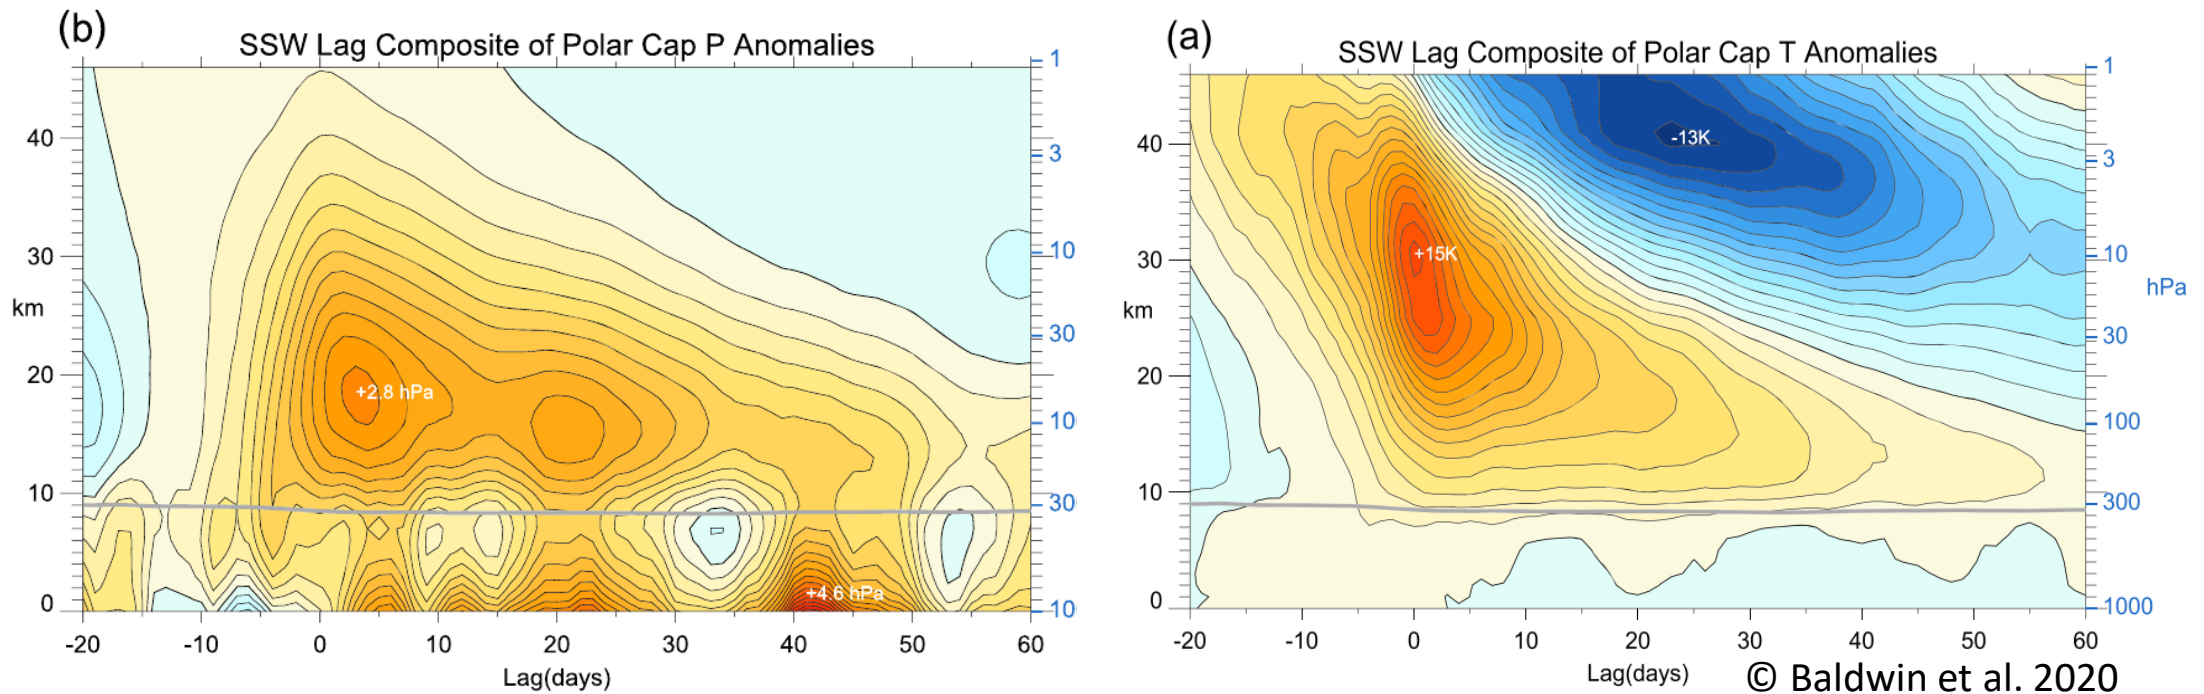 (b)
SSW Lag Composite of Polar Cap P Anomalies
40
30
km
20
10
0
1
3
10
30
10
30
10
+2.8 hPa
+4.6 hPa
-20 -10 0 10 20 30 40 50 60
Lag(days)
(a)
SSW Lag Composite of Polar Cap T Anomalies
40
30
km
20
10
0
1
3
10
hPa
30
100
300
1000
-13K
+15K
-20 -10 0 10 20 30 40 50 60
Lag(days)
© Baldwin et al. 2020